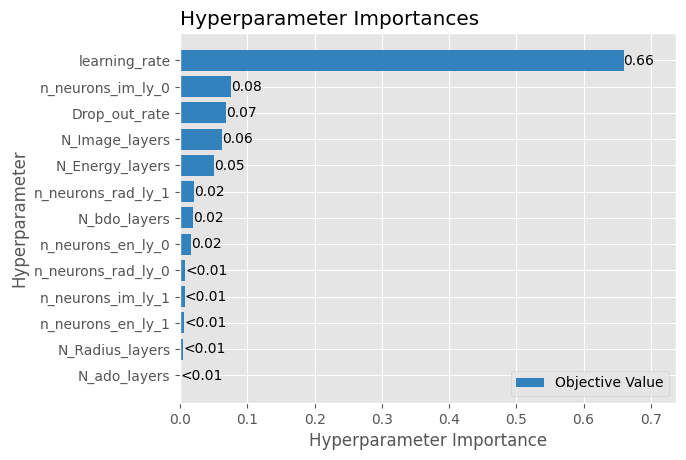 Hyperparameter Importances
Hyperparameter
learning_rate 0.66
n_neurons_im_ly_0 0.08
Drop_out_rate 0.07
N_Image_layers 0.06
N_Energy_layers 0.05
n_neurons_rad_ly_1 0.02
N_bdo_layers 0.02
n_neurons_en_ly_0 0.02
n_neurons_rad_ly_0 <0.01
n_neurons_im_ly_1 <0.01
n_neurons_en_ly_1 <0.01
N_Radius_layers <0.01
N_ado_layers <0.01
Objective Value
0.0 0.1 0.2 0.3 0.4 0.5 0.6 0.7
Hyperparameter Importance